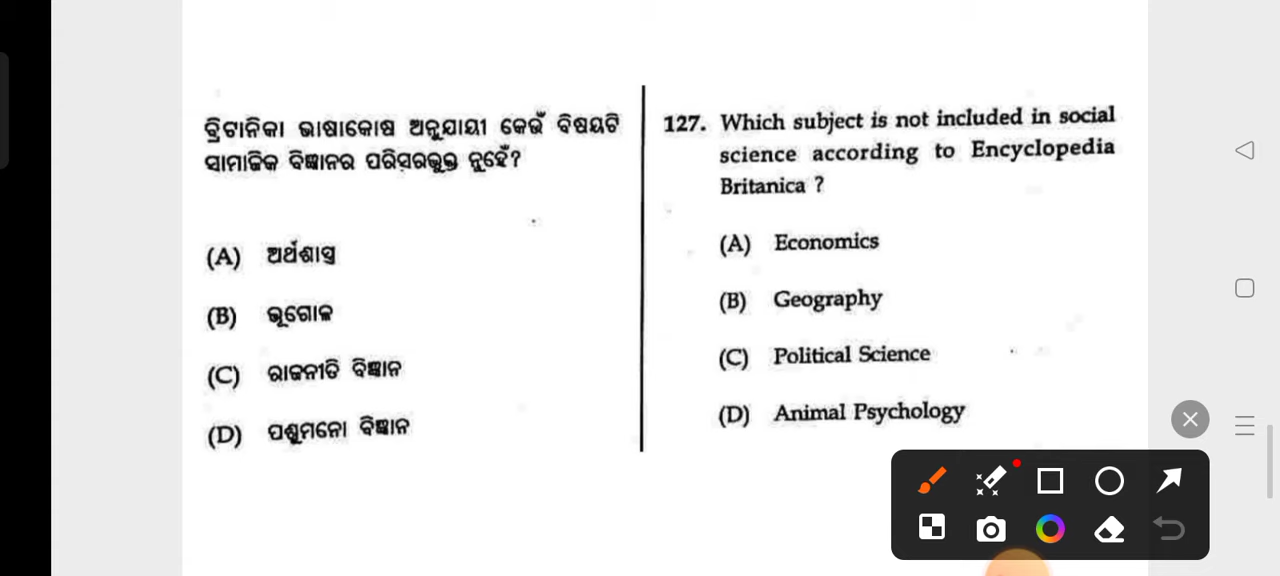 ବ୍ରିଟାନିକା ଭାଷାକୋଷ ଅନୁଯାୟୀ କେଉଁ ବିଷୟଟି
ସାମାଜିକ ବିଜ୍ଞାନର ପରିସରଭୁକ୍ତ ନୁହେଁ?
(A) ଅର୍ଥଶାସ୍ତ୍ର
(B) ଭୂଗୋଳ
(C) ରାଜନୀତି ବିଜ୍ଞାନ
(D) ପଶୁମନୋ ବିଜ୍ଞାନ
127. Which subject is not included in social
science according to Encyclopedia
Britanica ?
(A) Economics
(B) Geography
(C) Political Science
(D) Animal Psychology